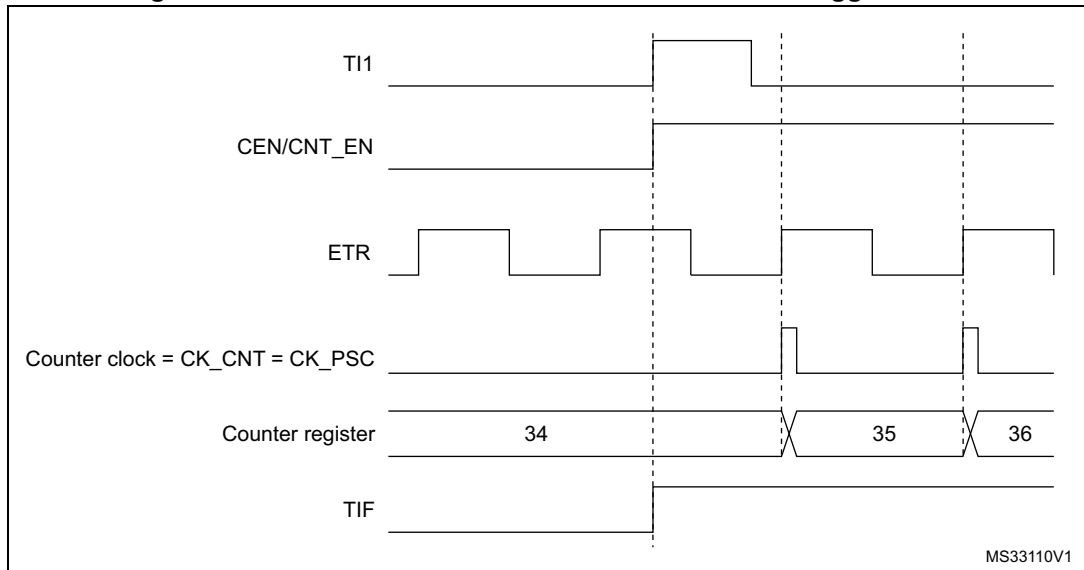 TI1
CEN/CNT_EN
ETR
Counter clock = CK_CNT = CK_PSC
Counter register 34 35 36
TIF
MS33110V1